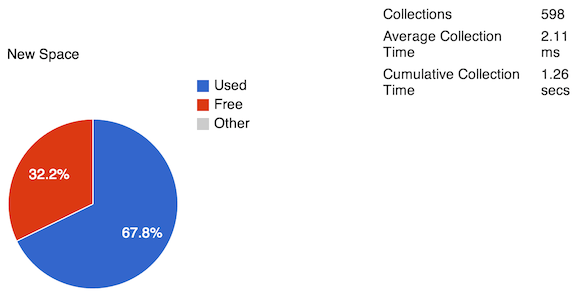 Collections 598
Average Collection 2.11
Time ms
Cumulative Collection 1.26
Time secs
New Space
Used
Free
Other
32.2%
67.8%